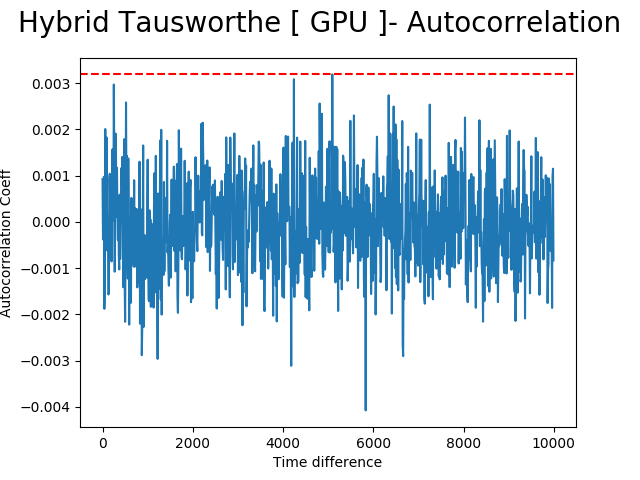 Hybrid Tausworthe [ GPU ]- Autocorrelation
Autocorrelation Coeff
0.003
0.002
0.001
0.000
−0.001
−0.002
−0.003
−0.004
0 2000 4000 6000 8000 10000
Time difference